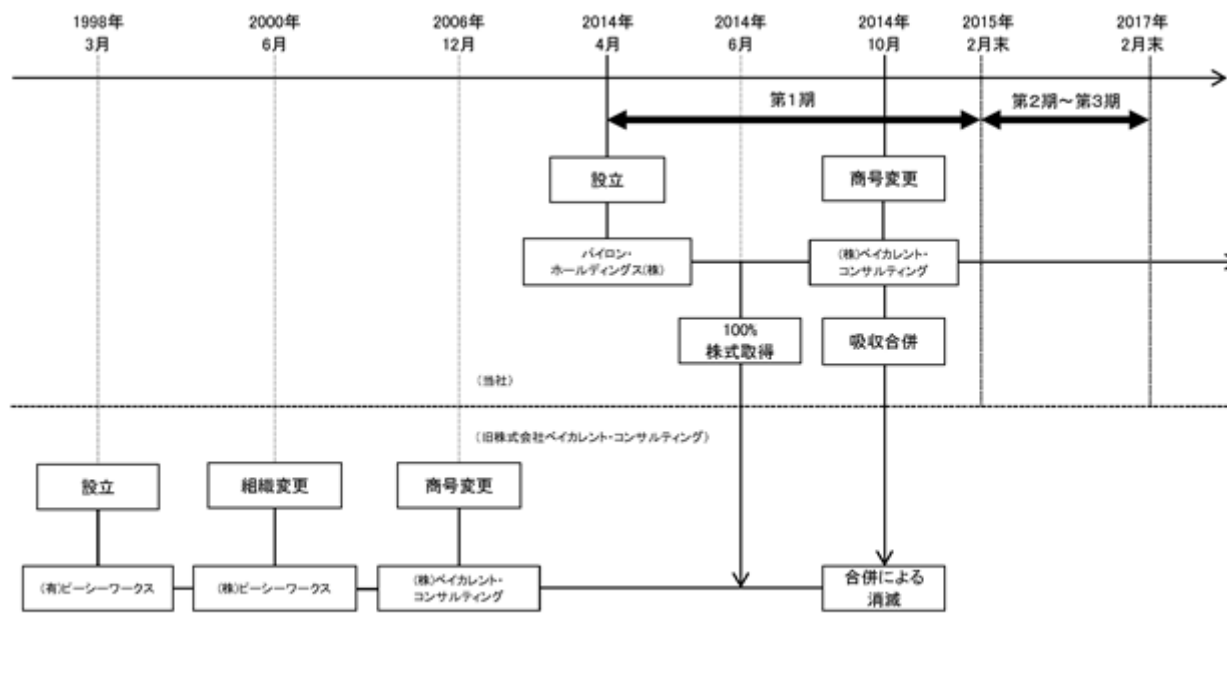 1998年
3月
2000年
6月
2006年
12月
2014年
4月
2014年
6月
2014年
10月
2015年
2月末
2017年
2月末
第1期
第2期~第3期
設立
商号変更
バイロン・
ホールディングス(株)
(株)ベイカレント・
コンサルティング
100%
株式取得
吸収合併
(当社)
(旧株式会社ベイカレント・コンサルティング)
設立
組織変更
商号変更
(有)ピーシーワークス
(株)ピーシーワークス
(株)ベイカレント・
コンサルティング
合併による
消滅